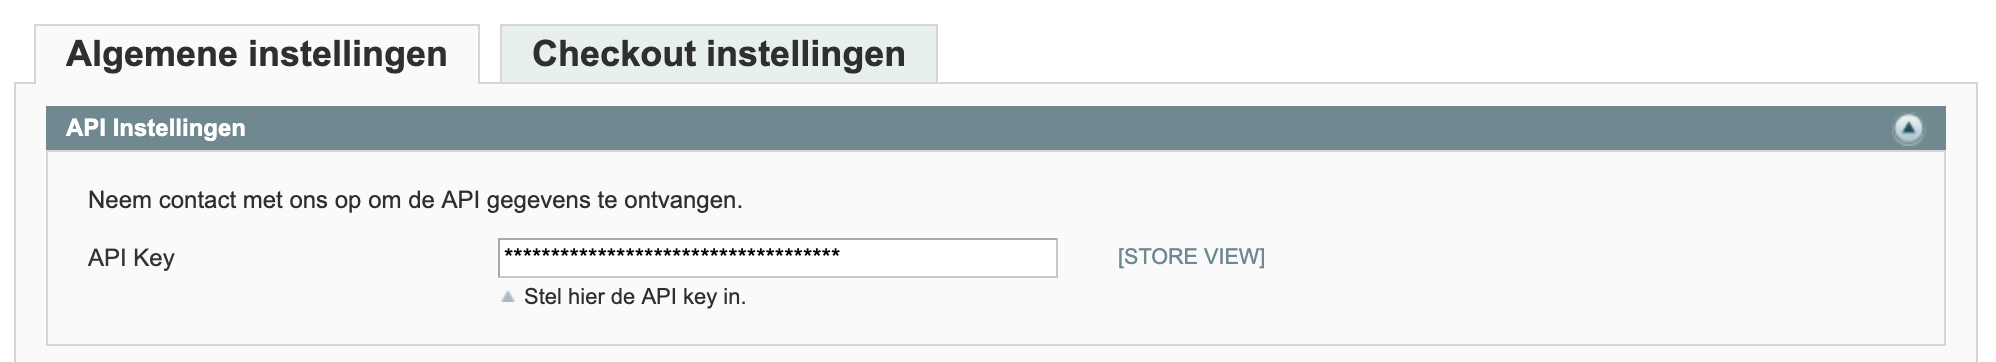 Algemene instellingen Checkout instellingen
API Instellingen
Neem contact met ons op om de API gegevens te ontvangen.
API Key ************************************ [STORE VIEW]
Stel hier de API key in.